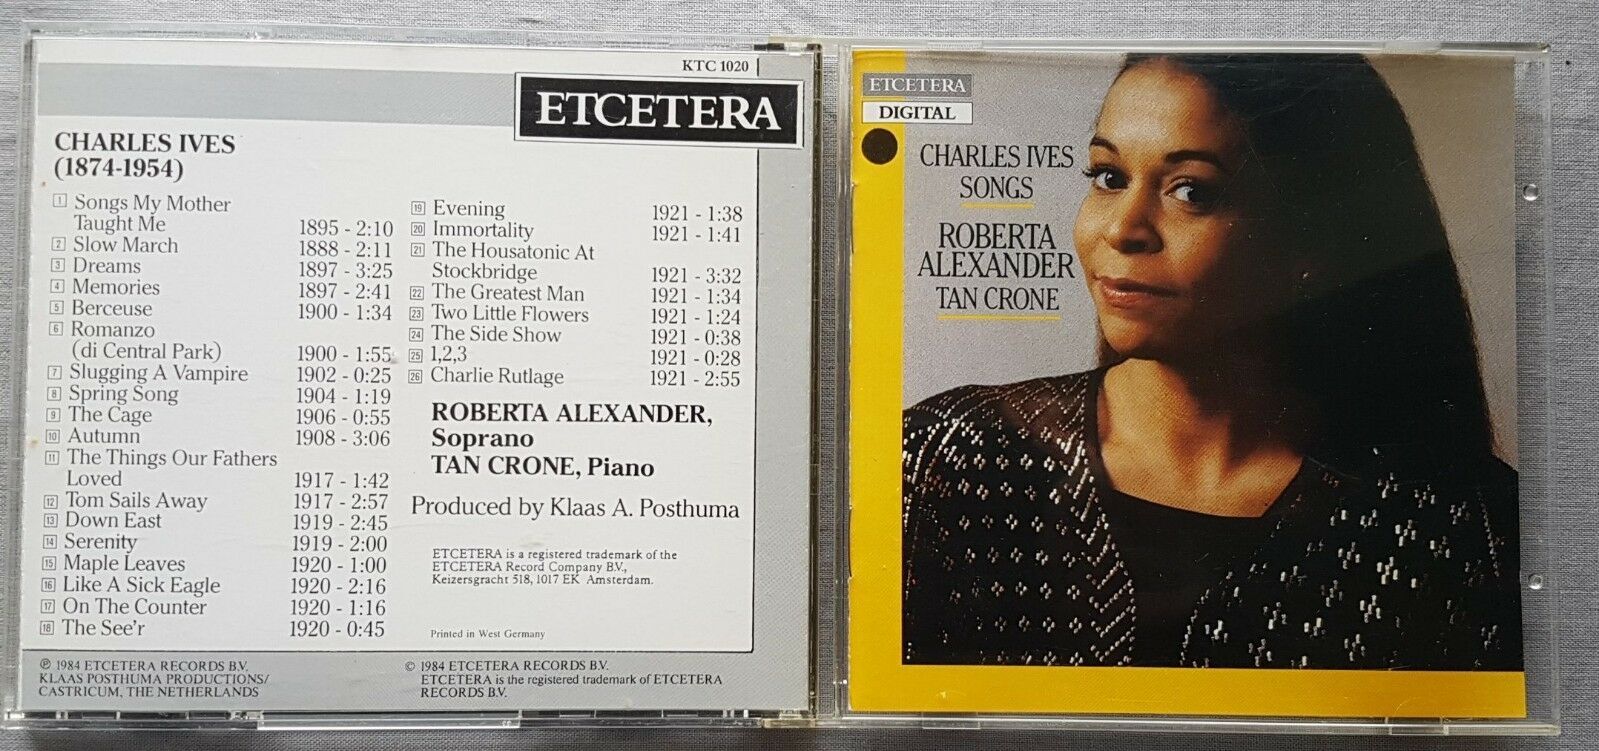 KTC 1020
ETCETERA
CHARLES IVES
(1874-1954)
1 Songs My Mother
Taught Me 1895 - 2:10
2 Slow March 1888 - 2:11
3 Dreams 1897 - 3:25
4 Memories 1897 - 2:41
5 Berceuse 1900 - 1:34
6 Romanzo
(di Central Park) 1900 - 1:55
7 Slugging A Vampire 1902 - 0:25
8 Spring Song 1904 - 1:19
9 The Cage 1906 - 0:55
10 Autumn 1908 - 3:06
11 The Things Our Fathers
Loved 1917 - 1:42
12 Tom Sails Away 1917 - 2:57
13 Down East 1919 - 2:45
14 Serenity 1919 - 2:00
15 Maple Leaves 1920 - 1:00
16 Like A Sick Eagle 1920 - 2:16
17 On The Counter 1920 - 1:16
18 The See'r 1920 - 0:45
19 Evening 1921 - 1:38
20 Immortality 1921 - 1:41
21 The Housatonic At
Stockbridge 1921 - 3:32
22 The Greatest Man 1921 - 1:34
23 Two Little Flowers 1921 - 1:24
24 The Side Show 1921 - 0:38
25 1,2,3 1921 - 0:28
26 Charlie Rutlage 1921 - 2:55
ROBERTA ALEXANDER,
Soprano
TAN CRONE, Piano
Produced by Klaas A. Posthuma
ETCETERA is a registered trademark of the
ETCETERA Record Company B.V.,
Keizersgracht 518, 1017 EK Amsterdam.
Printed in West Germany
℗ 1984 ETCETERA RECORDS B.V.
KLAAS POSTHUMA PRODUCTIONS/
CASTRICUM, THE NETHERLANDS
© 1984 ETCETERA RECORDS B.V.
ETCETERA is the registered trademark of ETCETERA
RECORDS B.V.
ETCETERA
DIGITAL
CHARLES IVES
SONGS
ROBERTA
ALEXANDER
TAN CRONE